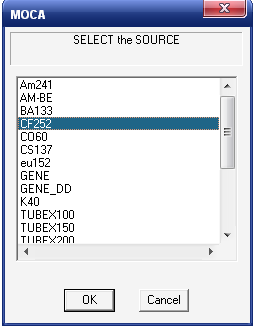 MOCA
SELECT the SOURCE
Am241
AM-BE
BA133
CF252
CO60
CS137
eu152
GENE
GENE_DD
K40
TUBEX100
TUBEX150
TUBEX200
OK
Cancel